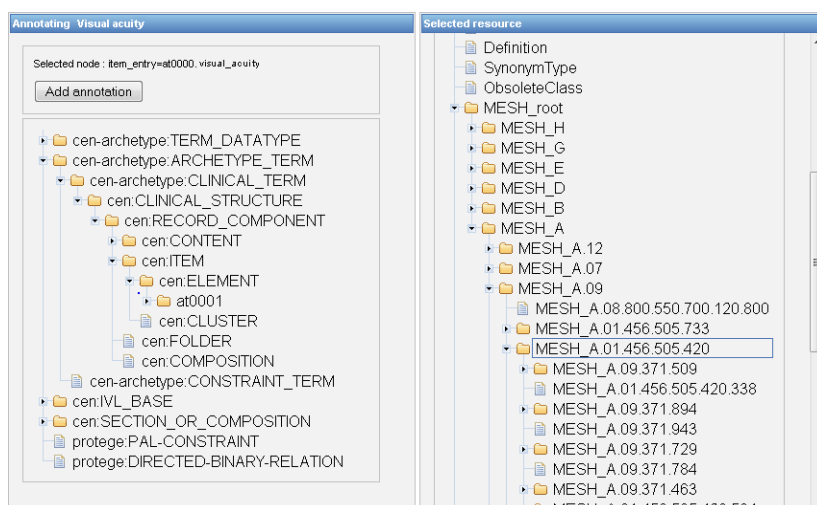 Annotating Visual acuity
Selected node : item_entry=at0000.visual_acuity
Add annotation
cen-archetype:TERM_DATATYPE
cen-archetype:ARCHETYPE_TERM
cen-archetype:CLINICAL_TERM
cen:CLINICAL_STRUCTURE
cen:RECORD_COMPONENT
cen:CONTENT
cen:ITEM
cen:ELEMENT
at0001
cen:CLUSTER
cen:FOLDER
cen:COMPOSITION
cen-archetype:CONSTRAINT_TERM
cen:IVL_BASE
cen:SECTION_OR_COMPOSITION
protege:PAL-CONSTRAINT
protege:DIRECTED-BINARY-RELATION
Selected resource
Definition
SynonymType
ObsoleteClass
MESH_root
MESH_H
MESH_G
MESH_E
MESH_D
MESH_B
MESH_A
MESH_A.12
MESH_A.07
MESH_A.09
MESH_A.08.800.550.700.120.800
MESH_A.01.456.505.733
MESH_A.01.456.505.420
MESH_A.09.371.509
MESH_A.01.456.505.420.338
MESH_A.09.371.894
MESH_A.09.371.943
MESH_A.09.371.729
MESH_A.09.371.784
MESH_A.09.371.463